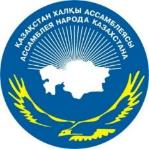 ҚАЗАҚСТАН ХАЛҚЫ АССАМБЛЕЯСЫ
АССАМБЛЕЯ НАРОДА КАЗАХСТАНА